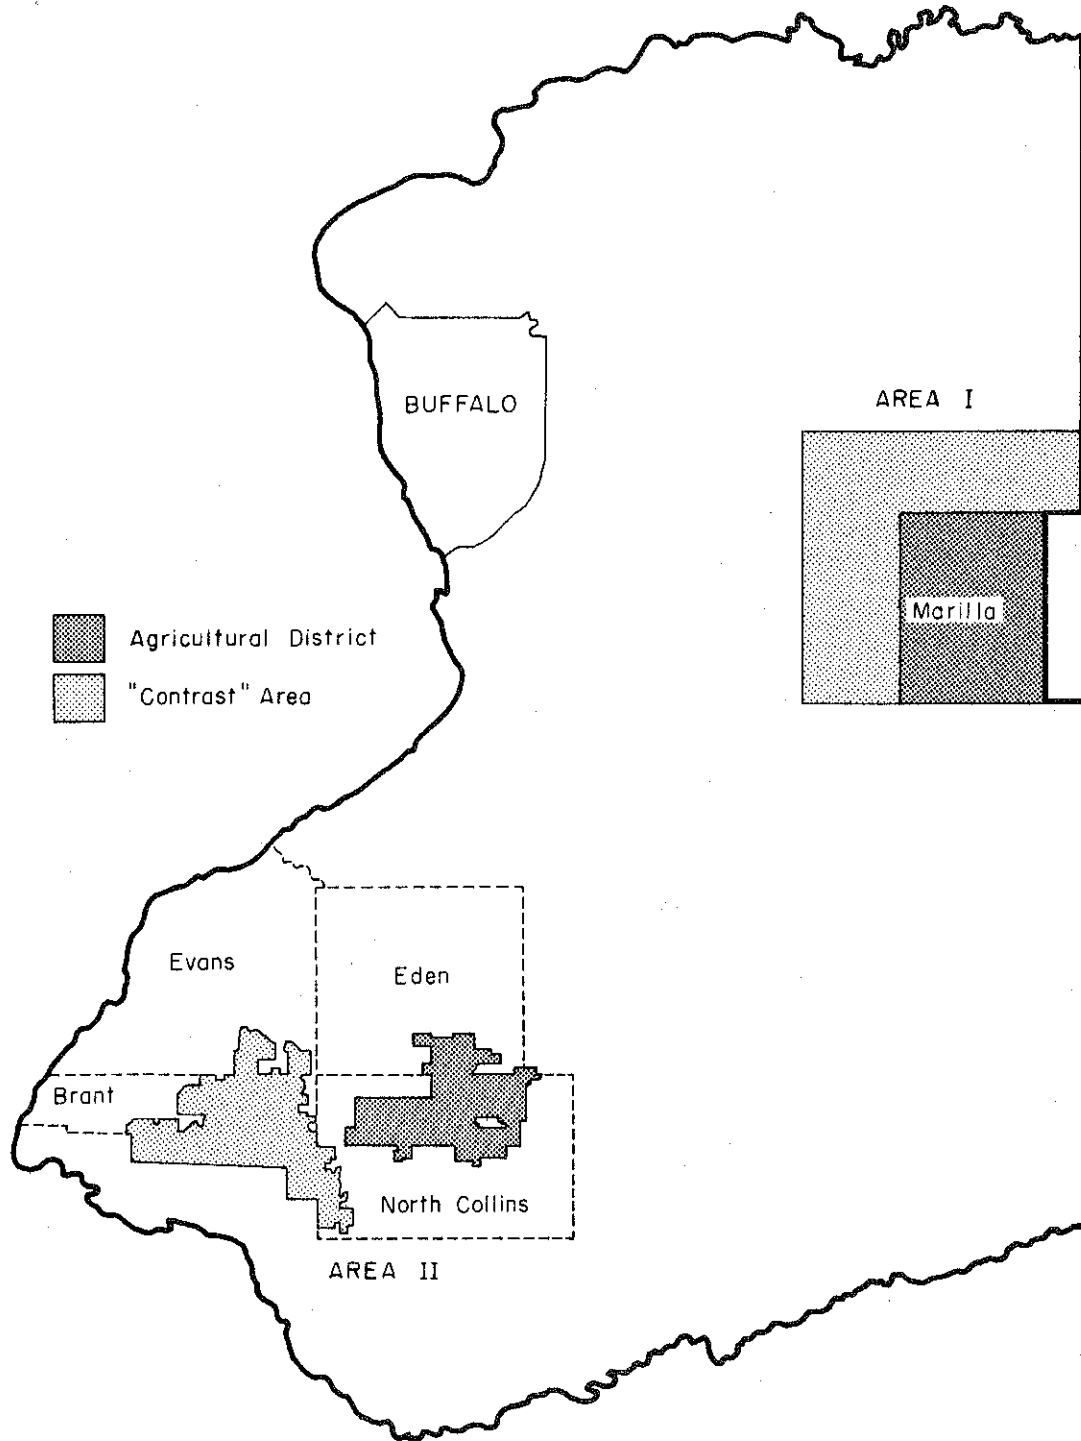 BUFFALO
AREA I
Marilla
Agricultural District
"Contrast" Area
Evans
Eden
Brant
North Collins
AREA II